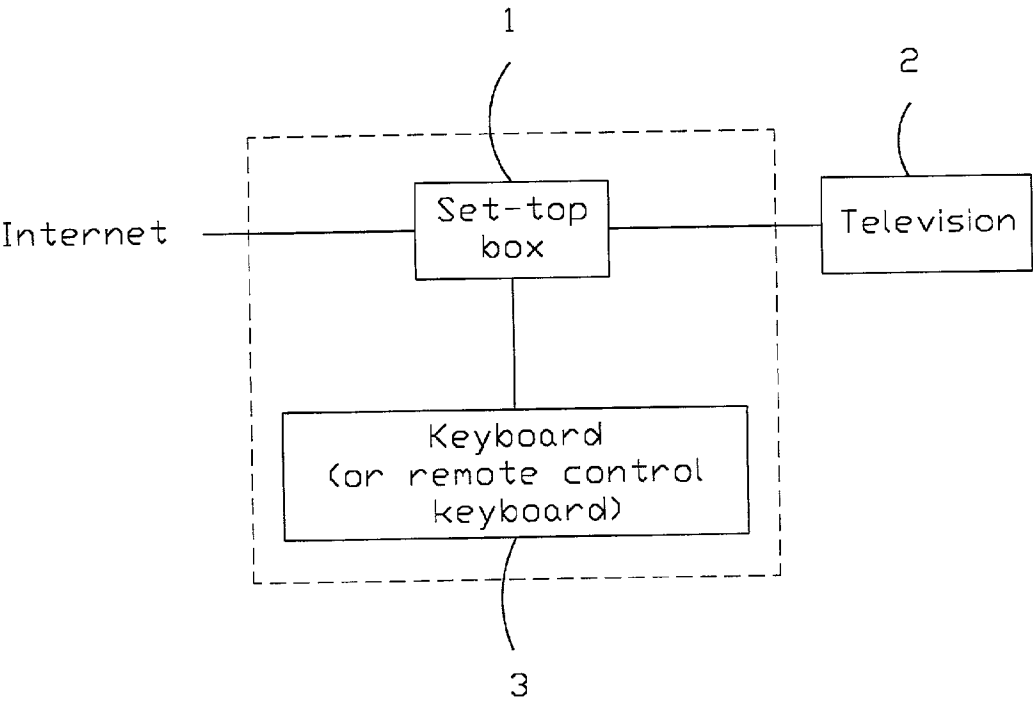 1
2
Set-top
box
Television
Internet
Keyboard
(or remote control
keyboard)
3